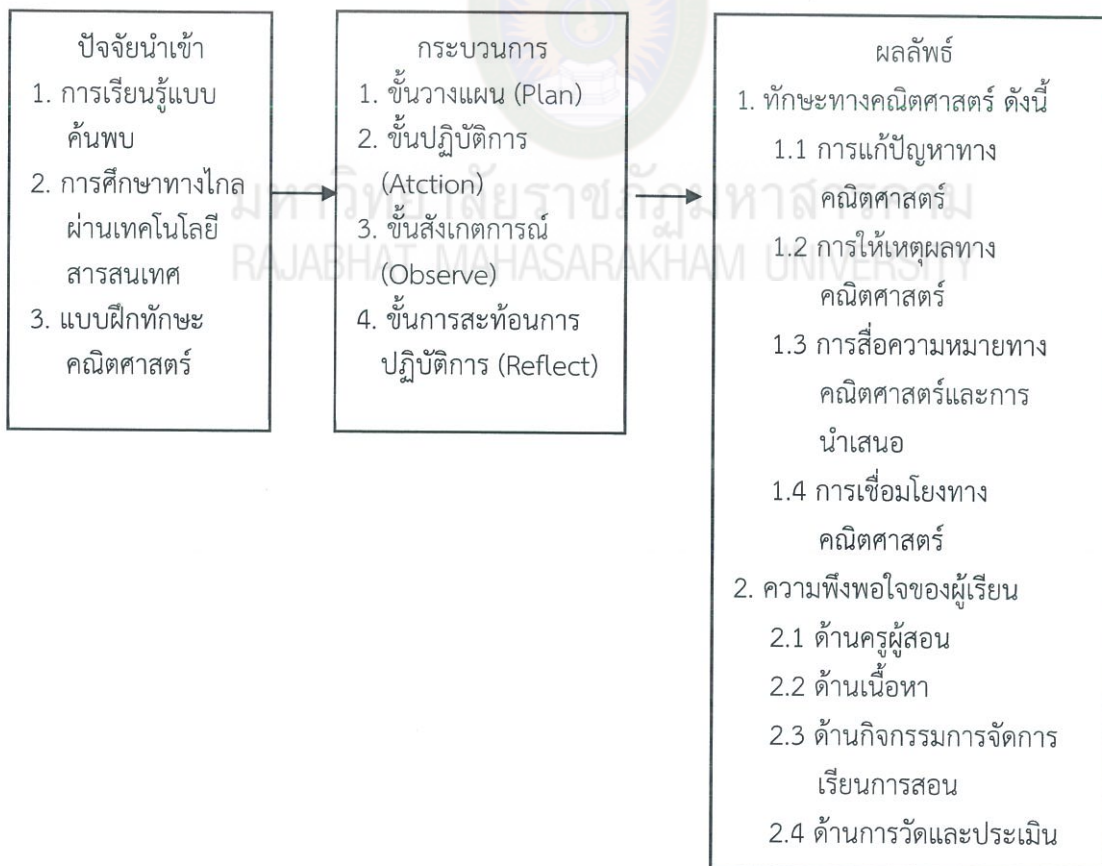 ปัจจัยนำเข้า
1. การเรียนรู้แบบ
ค้นพบ
2. การศึกษาทางไกล
ผ่านเทคโนโลยี
สารสนเทศ
3. แบบฝึกทักษะ
คณิตศาสตร์
กระบวนการ
1. ขั้นวางแผน (Plan)
2. ขั้นปฏิบัติการ
(Atction)
3. ขั้นสังเกตการณ์
(Observe)
4. ขั้นการสะท้อนการ
ปฏิบัติการ (Reflect)
ผลลัพธ์
1. ทักษะทางคณิตศาสตร์ ดังนี้
1.1 การแก้ปัญหาทาง
คณิตศาสตร์
1.2 การให้เหตุผลทาง
คณิตศาสตร์
1.3 การสื่อความหมายทาง
คณิตศาสตร์และการ
นำเสนอ
1.4 การเชื่อมโยงทาง
คณิตศาสตร์
2. ความพึงพอใจของผู้เรียน
2.1 ด้านครูผู้สอน
2.2 ด้านเนื้อหา
2.3 ด้านกิจกรรมการจัดการ
เรียนการสอน
2.4 ด้านการวัดและประเมิน
มหาวิทยาลัยราชภัฏมหาสารคาม
RAJABHAT MAHASARAKHAM UNIVERSITY